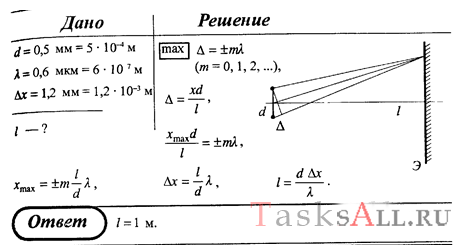 Дано
Решение
d = 0,5 мм = 5 · 10⁻⁴ м
λ = 0,6 мкм = 6 · 10⁻⁷ м
Δx = 1,2 мм = 1,2 · 10⁻³ м
l — ?
max Δ = ±mλ
(m = 0, 1, 2, ...),
Δ = xd/l,
x_max d/l = ±mλ,
d Δ l Э
x_max = ±m l/d λ, Δx = l/d λ, l = d Δx/λ.
Ответ l = 1 м.
TasksAll.ru